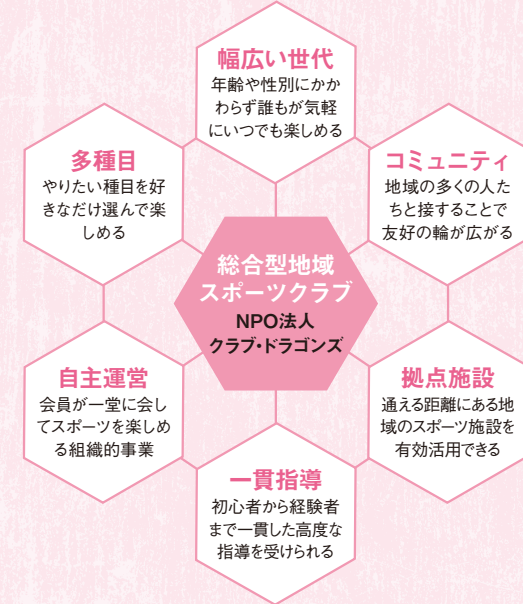 幅広い世代
年齢や性別にかか
わらず誰もが気軽
にいつでも楽しめる
多種目
やりたい種目を好
きなだけ選んで楽
しめる
コミュニティ
地域の多くの人た
ちと接することで
友好の輪が広がる
総合型地域
スポーツクラブ
NPO法人
クラブ・ドラゴンズ
自主運営
会員が一堂に会し
てスポーツを楽しめ
る組織的事業
拠点施設
通える距離にある地
域のスポーツ施設を
有効活用できる
一貫指導
初心者から経験者
まで一貫した高度な
指導を受けられる